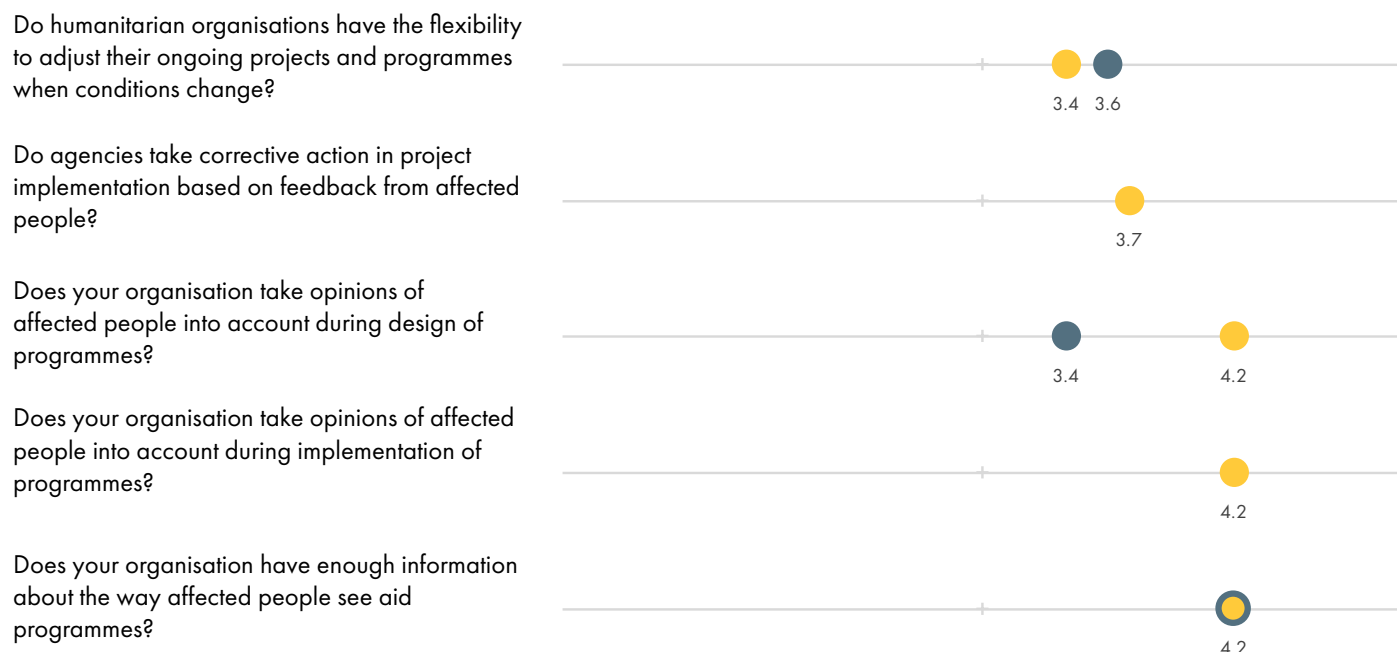 Do humanitarian organisations have the flexibility
to adjust their ongoing projects and programmes
when conditions change?
3.4 3.6
Do agencies take corrective action in project
implementation based on feedback from affected
people?
3.7
Does your organisation take opinions of
affected people into account during design of
programmes?
3.4 4.2
Does your organisation take opinions of affected
people into account during implementation of
programmes?
4.2
Does your organisation have enough information
about the way affected people see aid
programmes?
4.2